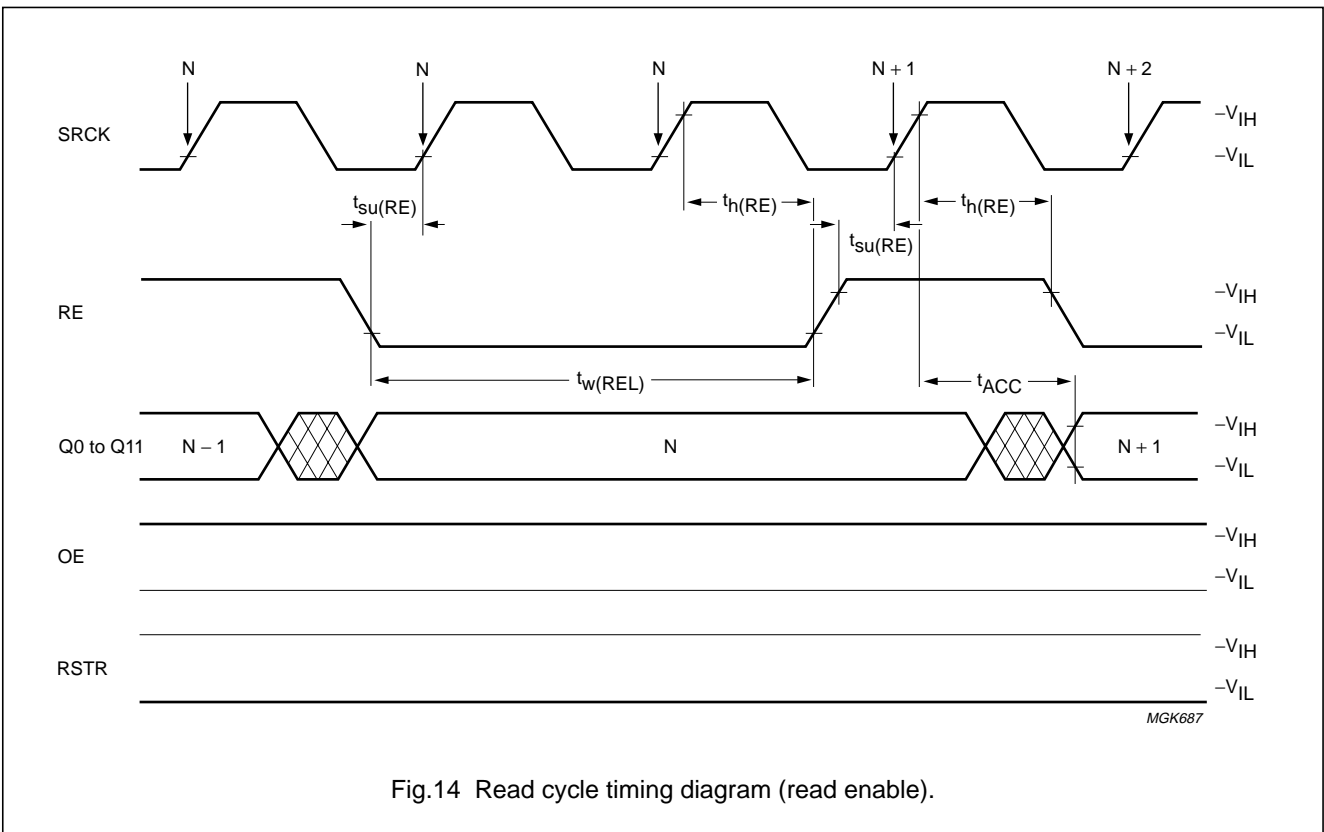 N N N N + 1 N + 2
SRCK
–VIH
–VIL
tsu(RE)
th(RE)
th(RE)
tsu(RE)
RE
–VIH
–VIL
tw(REL)
tACC
Q0 to Q11
N – 1
N
N + 1
–VIH
–VIL
OE
–VIH
–VIL
RSTR
–VIH
–VIL
MGK687
Fig.14 Read cycle timing diagram (read enable).